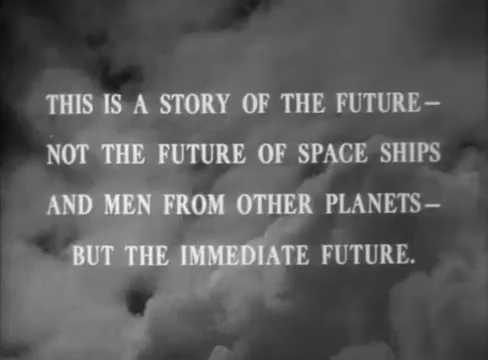 THIS IS A STORY OF THE FUTURE—
NOT THE FUTURE OF SPACE SHIPS
AND MEN FROM OTHER PLANETS—
BUT THE IMMEDIATE FUTURE.